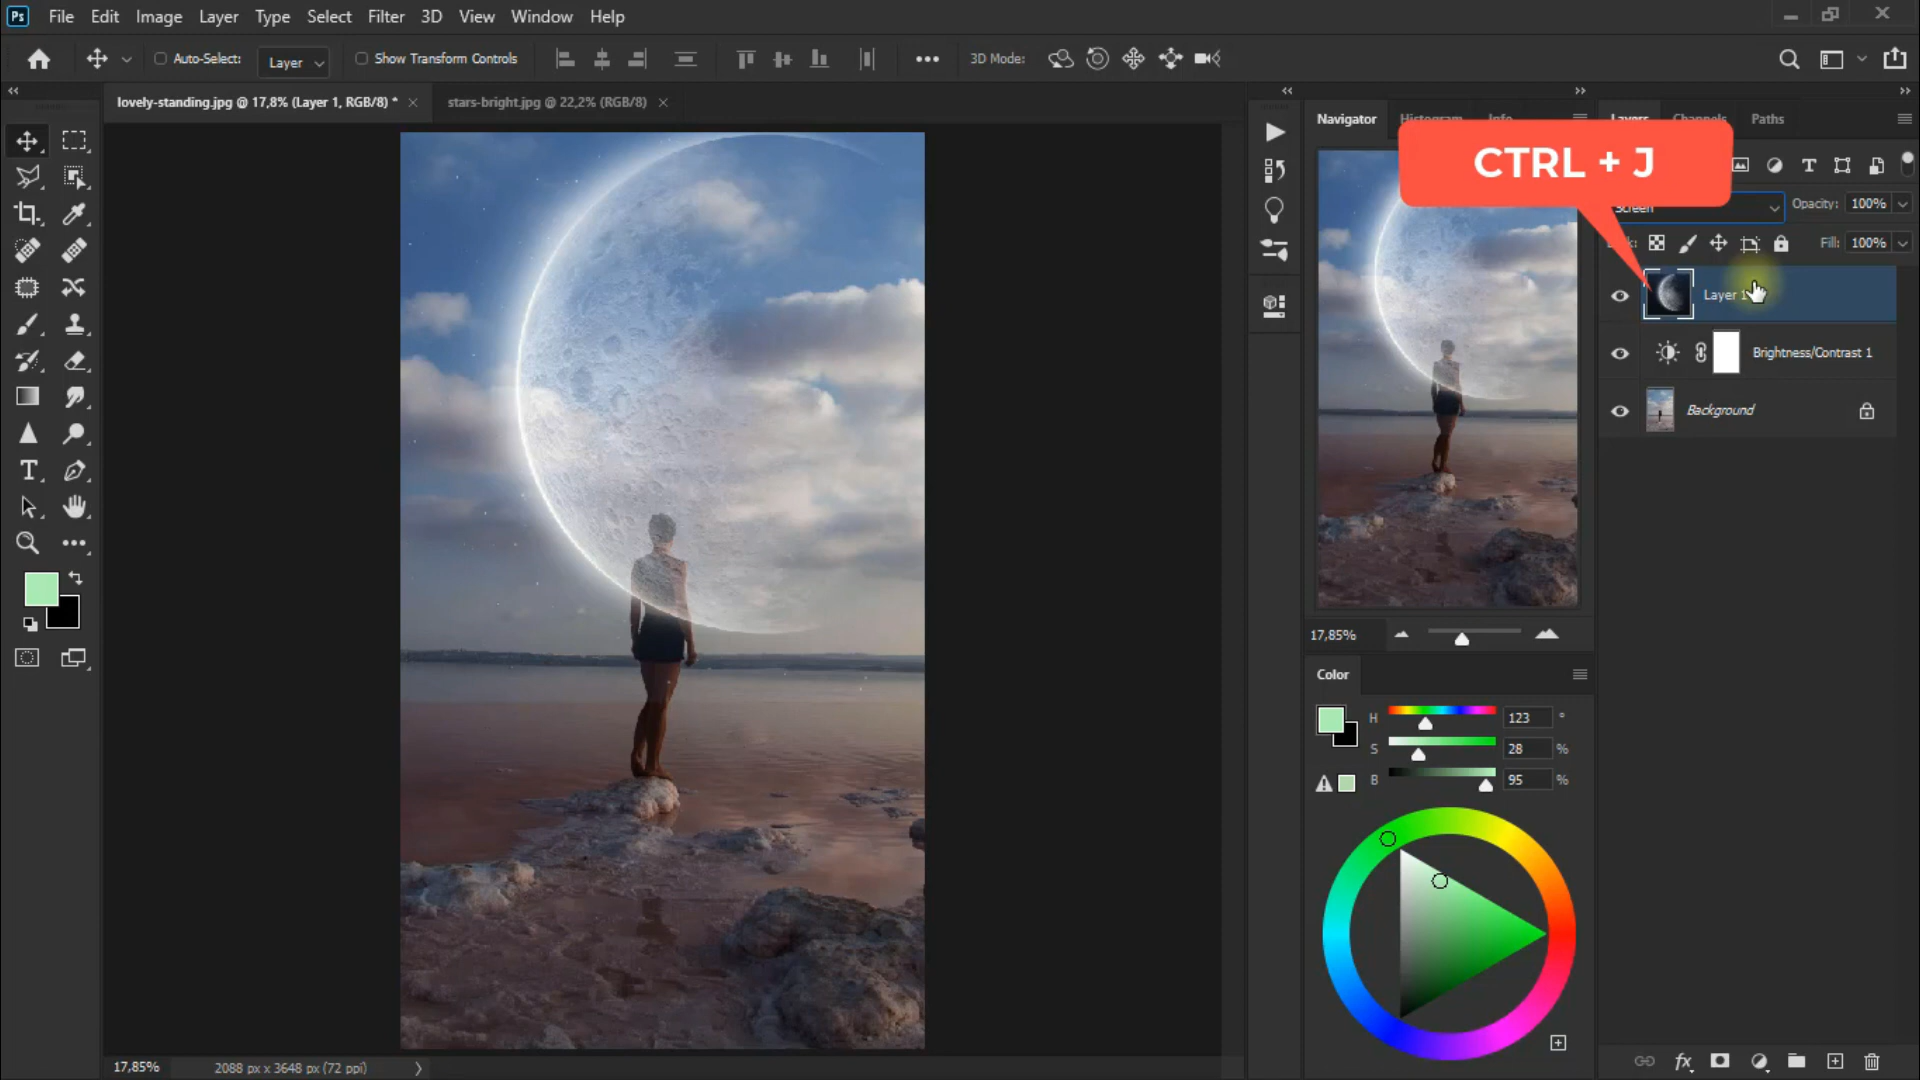 Ps File Edit Image Layer Type Select Filter 3D View Window Help
Auto-Select: Layer Show Transform Controls 3D Mode:
lovely-standing.jpg @ 17,8% (Layer 1, RGB/8) * stars-bright.jpg @ 22,2% (RGB/8)
Navigator Histogram Info Layers Channels Paths
CTRL + J
Screen Opacity: 100%
Fill: 100%
Layer 1
Brightness/Contrast 1
Background
17,85%
Color
H 123 °
S 28 %
B 95 %
17,85% 2088 px x 3648 px (72 ppi)
fx